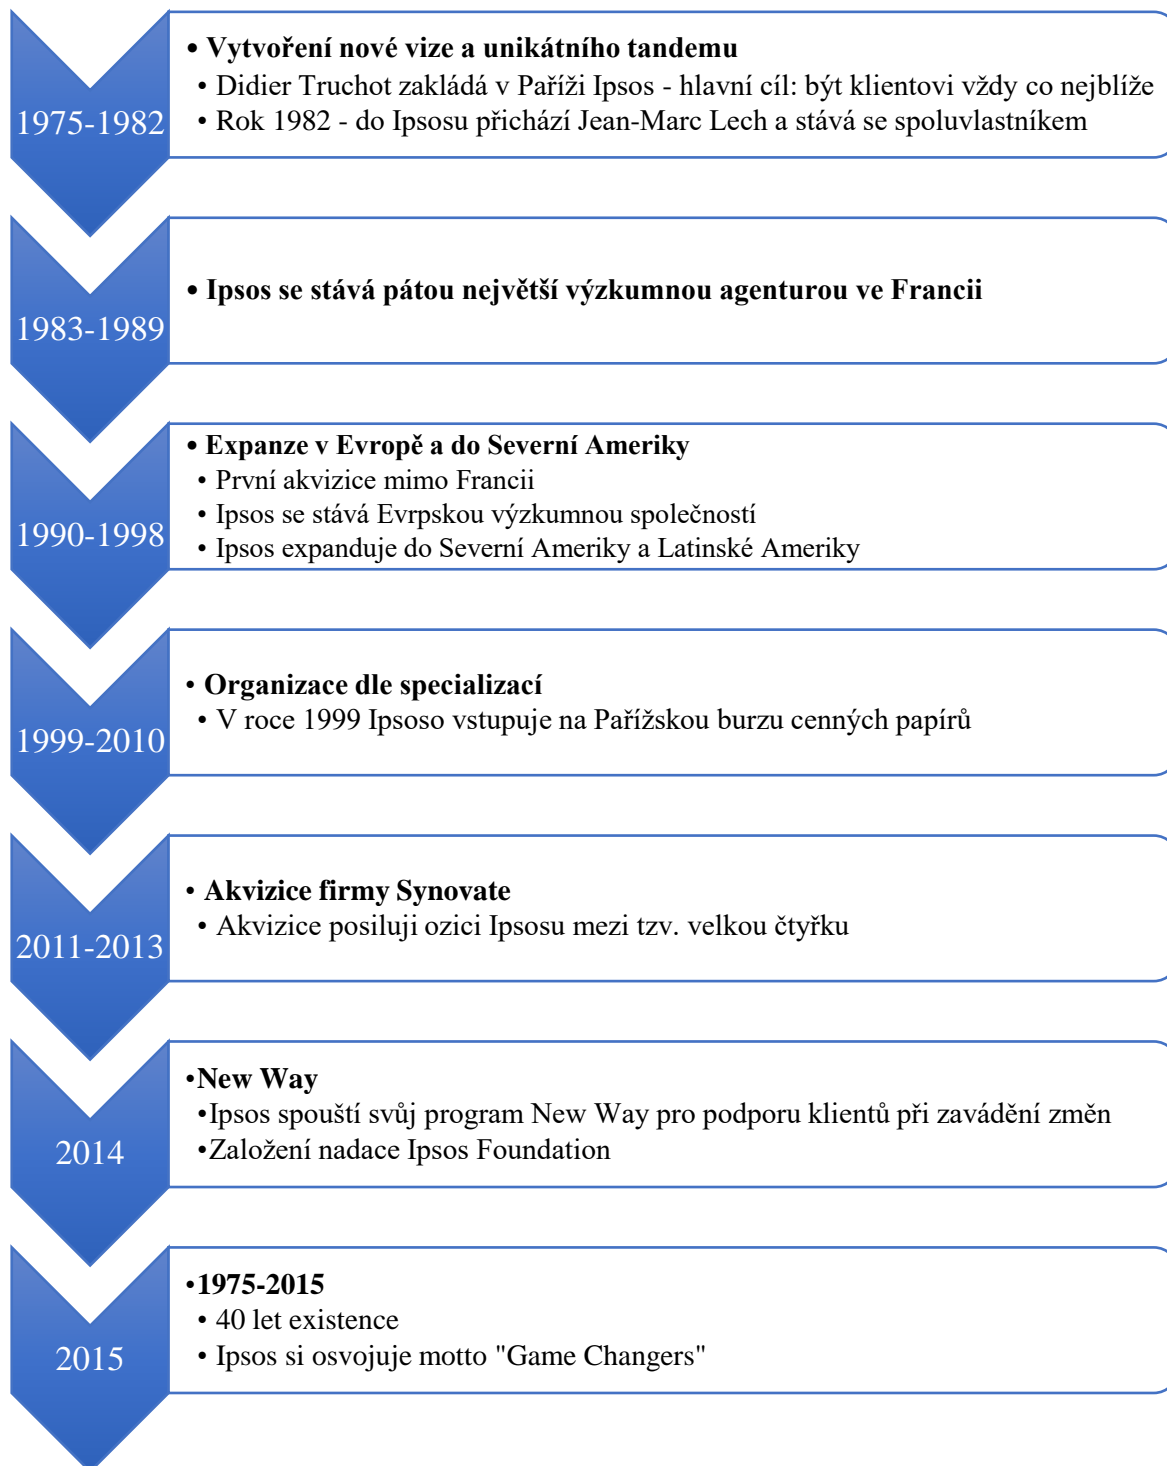 1975-1982
• Vytvoření nové vize a unikátního tandemu
• Didier Truchot zakládá v Paříži Ipsos - hlavní cíl: být klientovi vždy co nejblíže
• Rok 1982 - do Ipsosu přichází Jean-Marc Lech a stává se spoluvlastníkem
1983-1989
• Ipsos se stává pátou největší výzkumnou agenturou ve Francii
1990-1998
• Expanze v Evropě a do Severní Ameriky
• První akvizice mimo Francii
• Ipsos se stává Evrpskou výzkumnou společností
• Ipsos expanduje do Severní Ameriky a Latinské Ameriky
1999-2010
• Organizace dle specializací
• V roce 1999 Ipsoso vstupuje na Pařížskou burzu cenných papírů
2011-2013
• Akvizice firmy Synovate
• Akvizice posiluji ozici Ipsosu mezi tzv. velkou čtyřku
2014
•New Way
•Ipsos spouští svůj program New Way pro podporu klientů při zavádění změn
•Založení nadace Ipsos Foundation
2015
•1975-2015
• 40 let existence
• Ipsos si osvojuje motto "Game Changers"